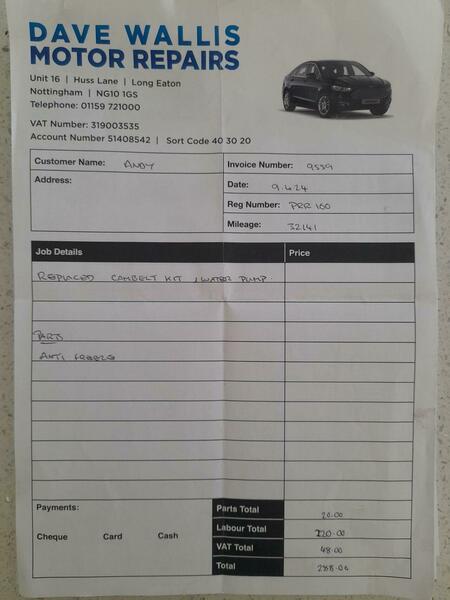 DAVE WALLIS
MOTOR REPAIRS
Unit 16 | Huss Lane | Long Eaton
Nottingham | NG10 1GS
Telephone: 01159 721000
VAT Number: 319003535
Account Number 51408542 | Sort Code 40 30 20
Customer Name: ANDY
Address:
Invoice Number: 9559
Date: 9.4.24
Reg Number: PRR 160
Mileage: 32141
Job Details Price
REPLACED CAMBELT KIT, WATER PUMP.
PARTS
ANTI FREEZE
Payments:
Cheque Card Cash
Parts Total 20.00
Labour Total 220.00
VAT Total 48.00
Total 288.00